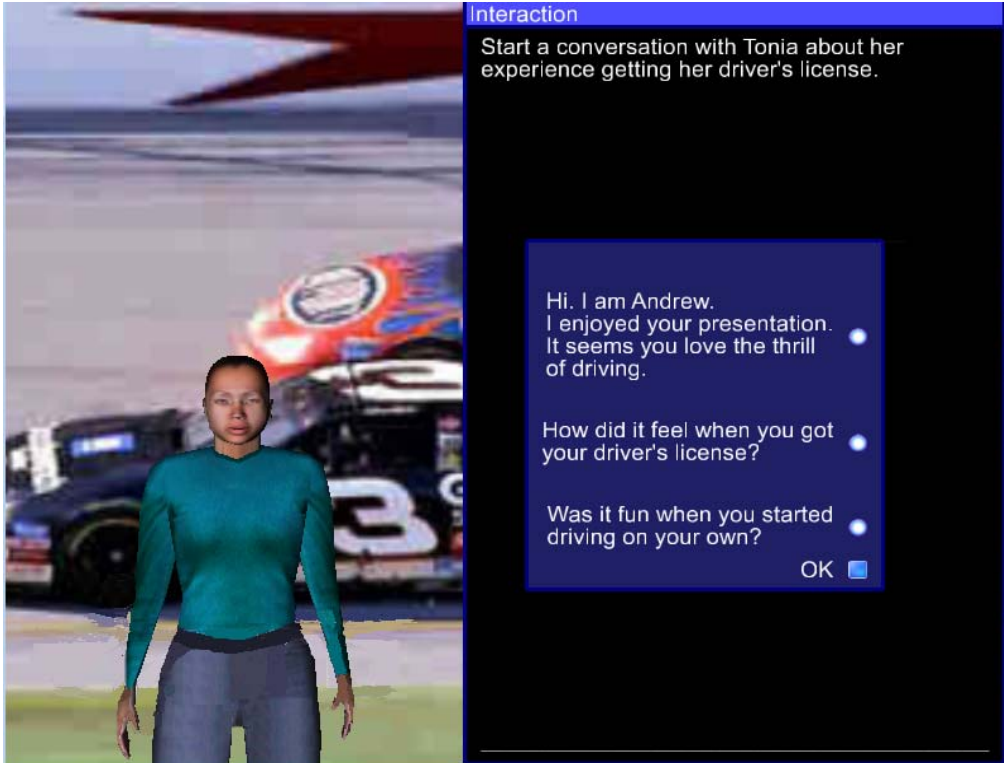 Interaction
Start a conversation with Tonia about her
experience getting her driver's license.
Hi. I am Andrew.
I enjoyed your presentation.
It seems you love the thrill
of driving.
How did it feel when you got
your driver's license?
Was it fun when you started
driving on your own?
OK
3
3